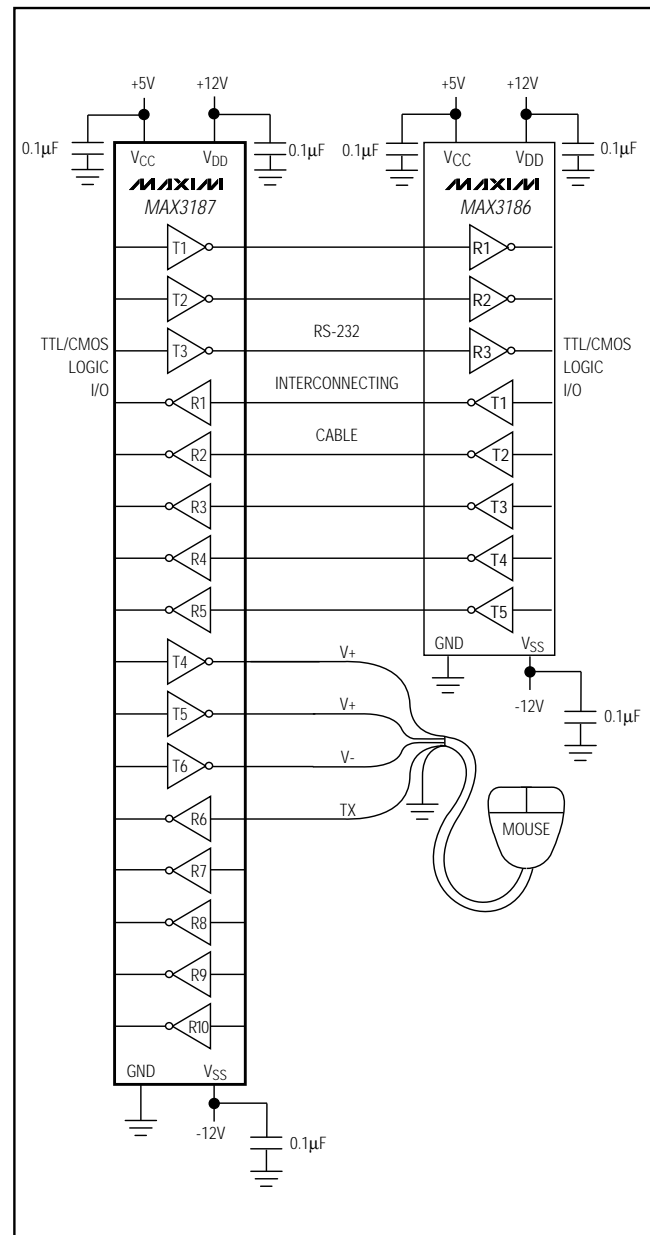 +5V +12V +5V +12V
0.1μF 0.1μF 0.1μF 0.1μF
VCC VDD VCC VDD
MAXIM MAXIM
MAX3187 MAX3186
T1 R1
T2 R2
RS-232
TTL/CMOS T3 R3 TTL/CMOS
LOGIC LOGIC
I/O R1 INTERCONNECTING T1 I/O
R2 CABLE T2
R3 T3
R4 T4
R5 T5
GND VSS
T4 V+
-12V 0.1μF
T5 V+
T6 V-
R6 TX MOUSE
R7
R8
R9
R10
GND VSS
-12V 0.1μF